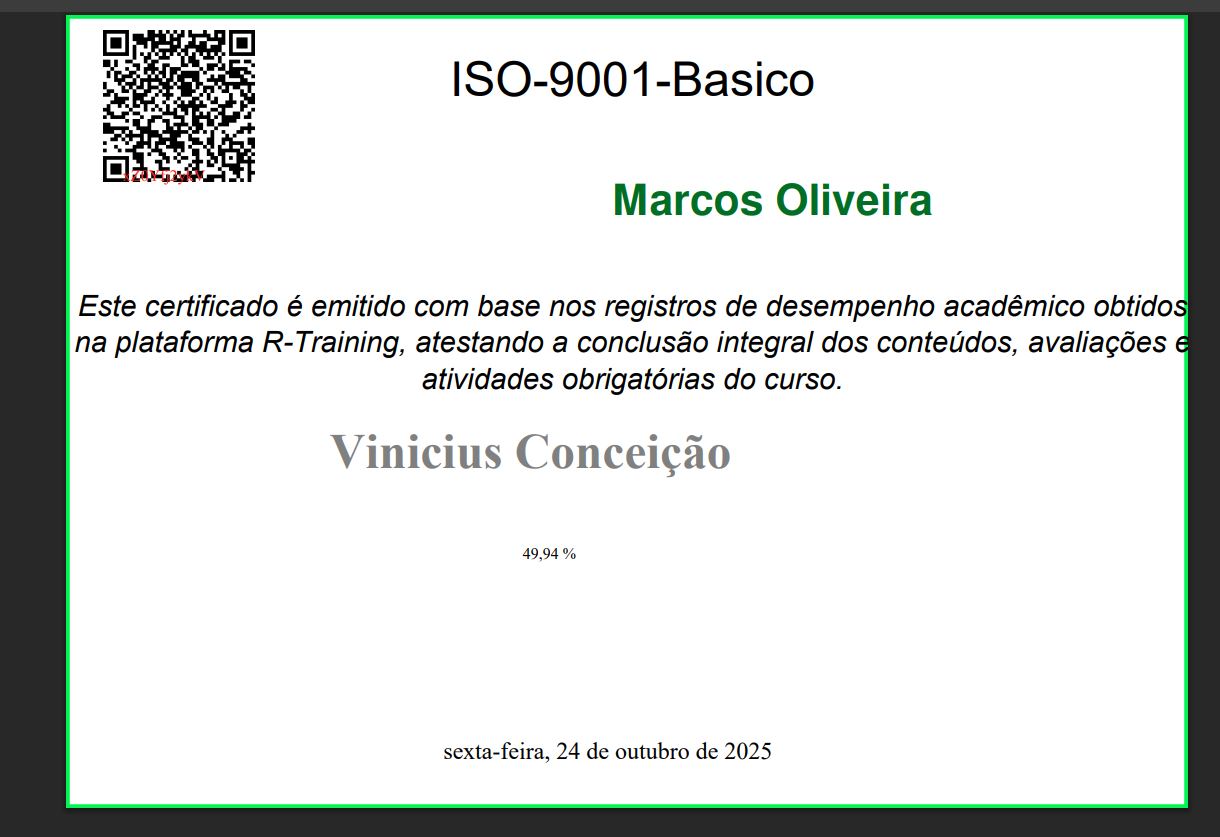 ISO-9001-Basico
Marcos Oliveira
Este certificado é emitido com base nos registros de desempenho acadêmico obtidos
na plataforma R-Training, atestando a conclusão integral dos conteúdos, avaliações e
atividades obrigatórias do curso.
Vinicius Conceição
49,94 %
sexta-feira, 24 de outubro de 2025